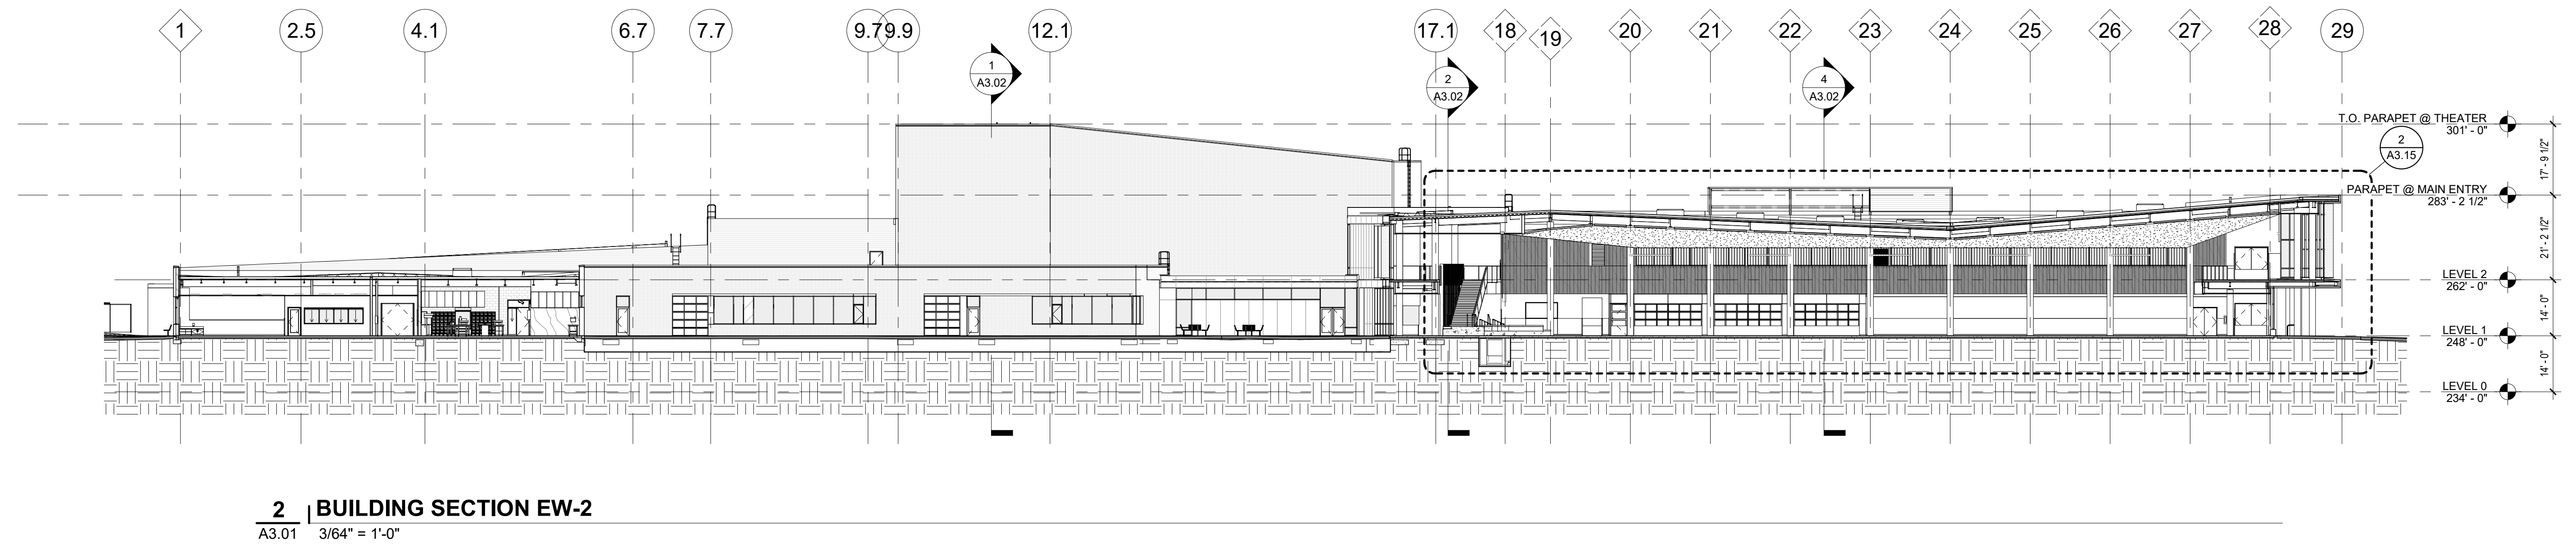 1 2.5 4.1 6.7 7.7 9.7 9.9 12.1 17.1 18 19 20 21 22 23 24 25 26 27 28 29
1
A3.02
2
A3.02
4
A3.02
T.O. PARAPET @ THEATER
301' - 0"
2
A3.15
17' - 9 1/2"
PARAPET @ MAIN ENTRY
283' - 2 1/2"
21' - 2 1/2"
LEVEL 2
262' - 0"
14' - 0"
LEVEL 1
248' - 0"
14' - 0"
LEVEL 0
234' - 0"
2 BUILDING SECTION EW-2
A3.01 3/64" = 1'-0"